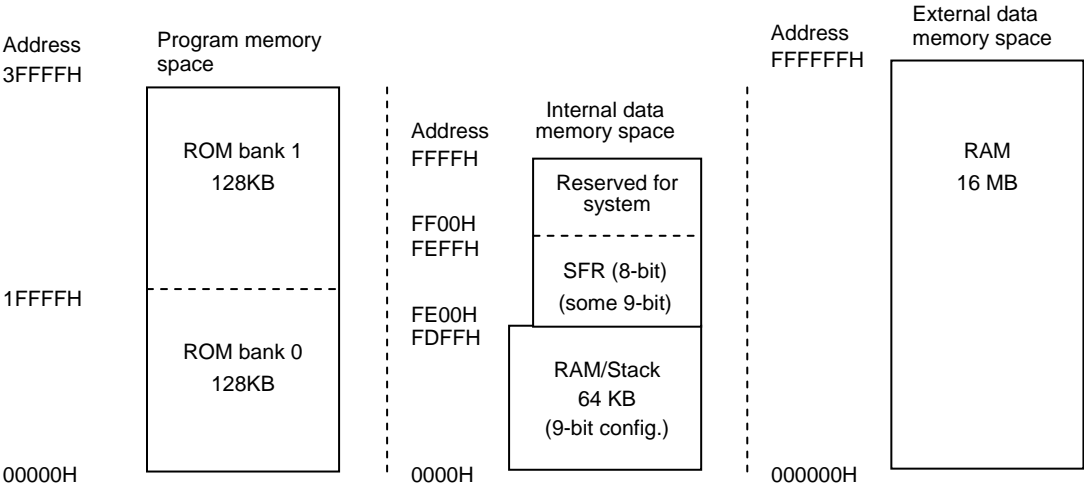 Address
3FFFFH
Program memory
space
ROM bank 1
128KB
1FFFFH
ROM bank 0
128KB
00000H
Address
FFFFH
Internal data
memory space
Reserved for
system
FF00H
FEFFH
SFR (8-bit)
(some 9-bit)
FE00H
FDFFH
RAM/Stack
64 KB
(9-bit config.)
0000H
Address
FFFFFFH
External data
memory space
RAM
16 MB
000000H